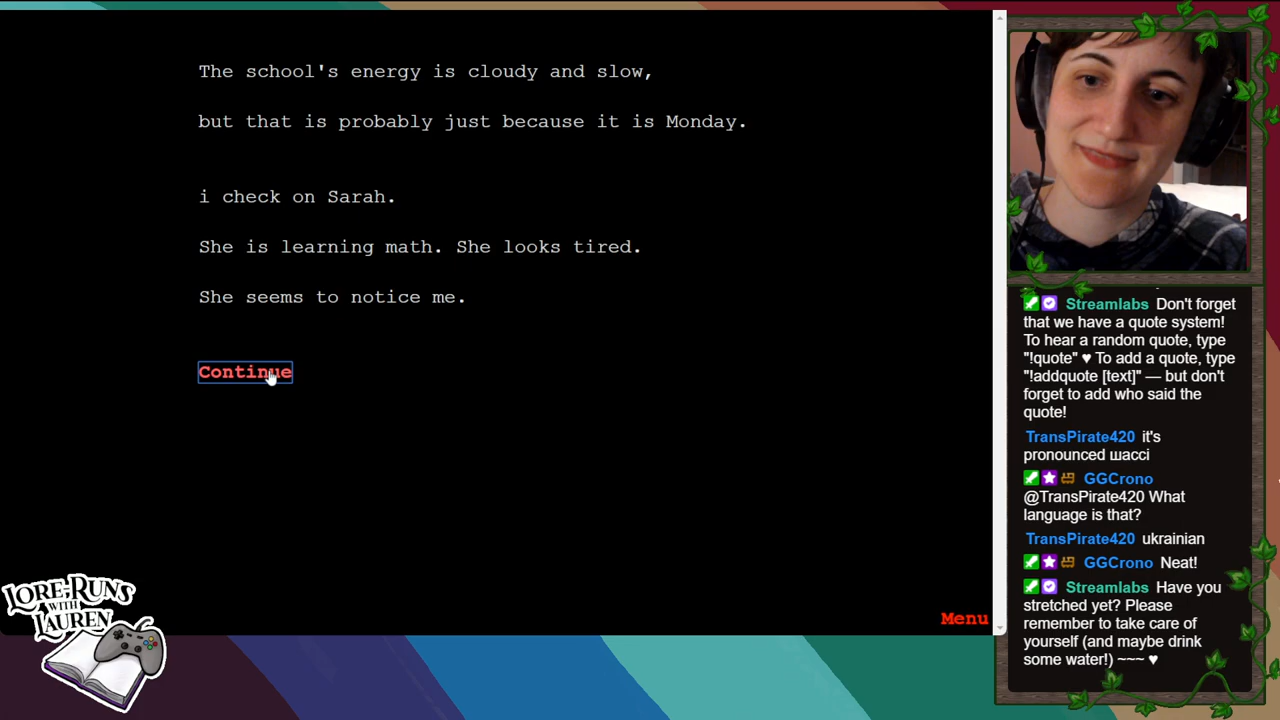 The school's energy is cloudy and slow,
but that is probably just because it is Monday.
i check on Sarah.
She is learning math. She looks tired.
She seems to notice me.
Continue
Menu
LORE-RUNS
WITH
LAUREN
Streamlabs Don't forget
that we have a quote system!
To hear a random quote, type
"!quote" ♥ To add a quote, type
"!addquote [text]" — but don't
forget to add who said the
quote!
TransPirate420 it's
pronounced шассі
GGCrono
@TransPirate420 What
language is that?
TransPirate420 ukrainian
GGCrono Neat!
Streamlabs Have you
stretched yet? Please
remember to take care of
yourself (and maybe drink
some water!) ~~~ ♥